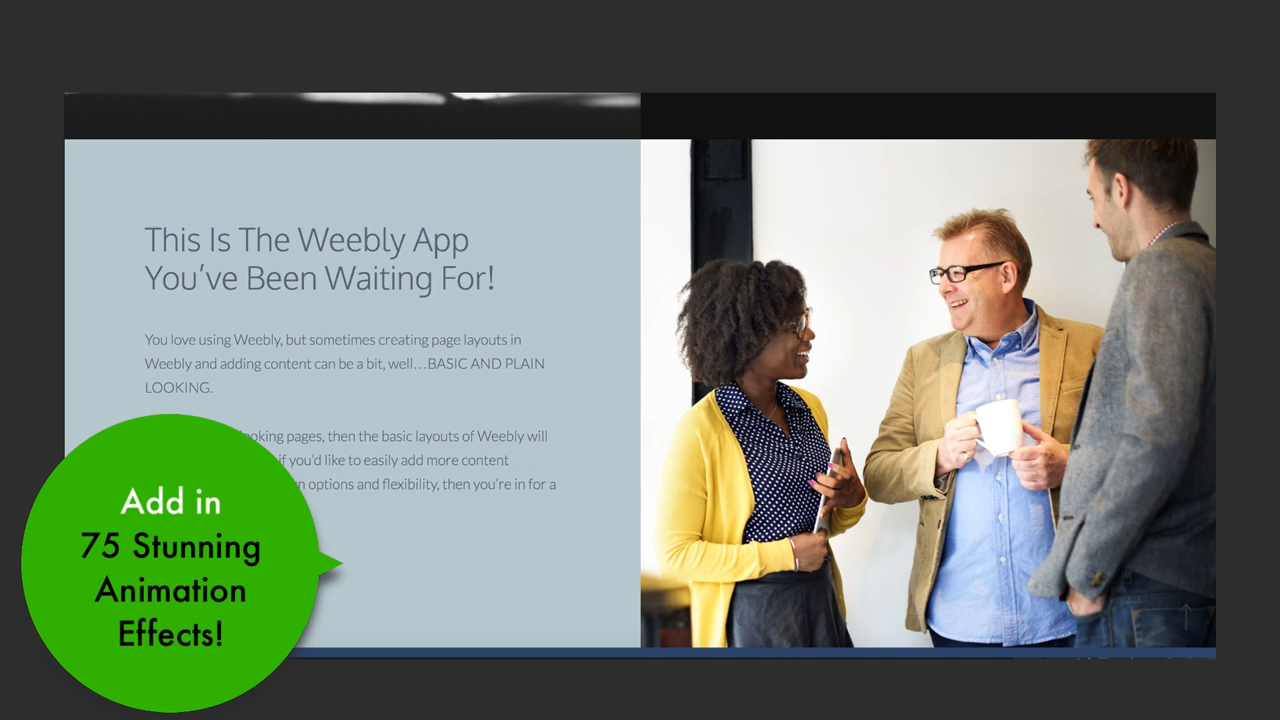 This Is The Weebly App
You've Been Waiting For!
You love using Weebly, but sometimes creating page layouts in
Weebly and adding content can be a bit, well...BASIC AND PLAIN
LOOKING.
pages, then the basic layouts of Weebly will
if you'd like to easily add more content
options and flexibility, then you're in for a
Add in
75 Stunning
Animation
Effects!